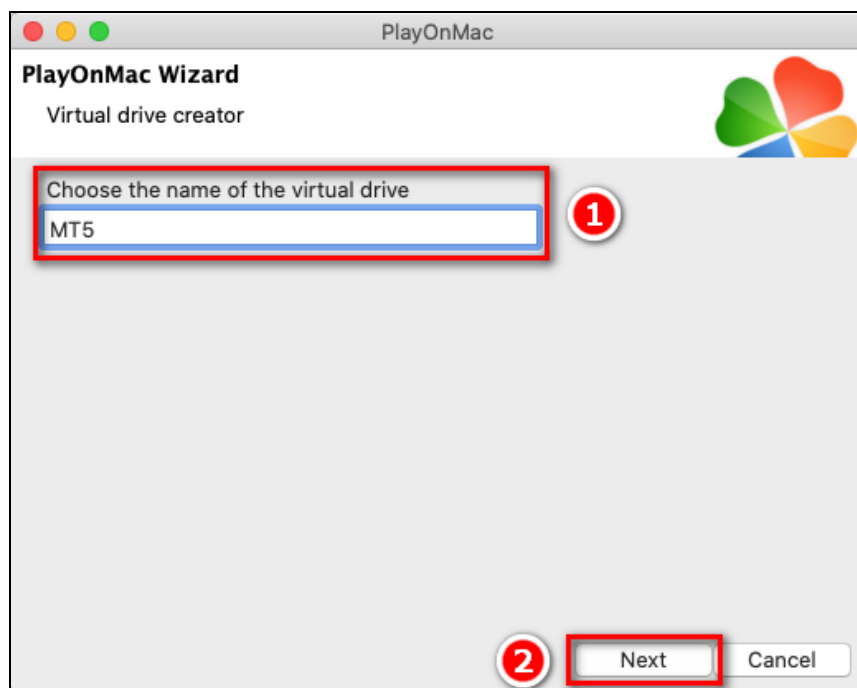 PlayOnMac
PlayOnMac Wizard
Virtual drive creator
Choose the name of the virtual drive
MT5
1
2
Next
Cancel